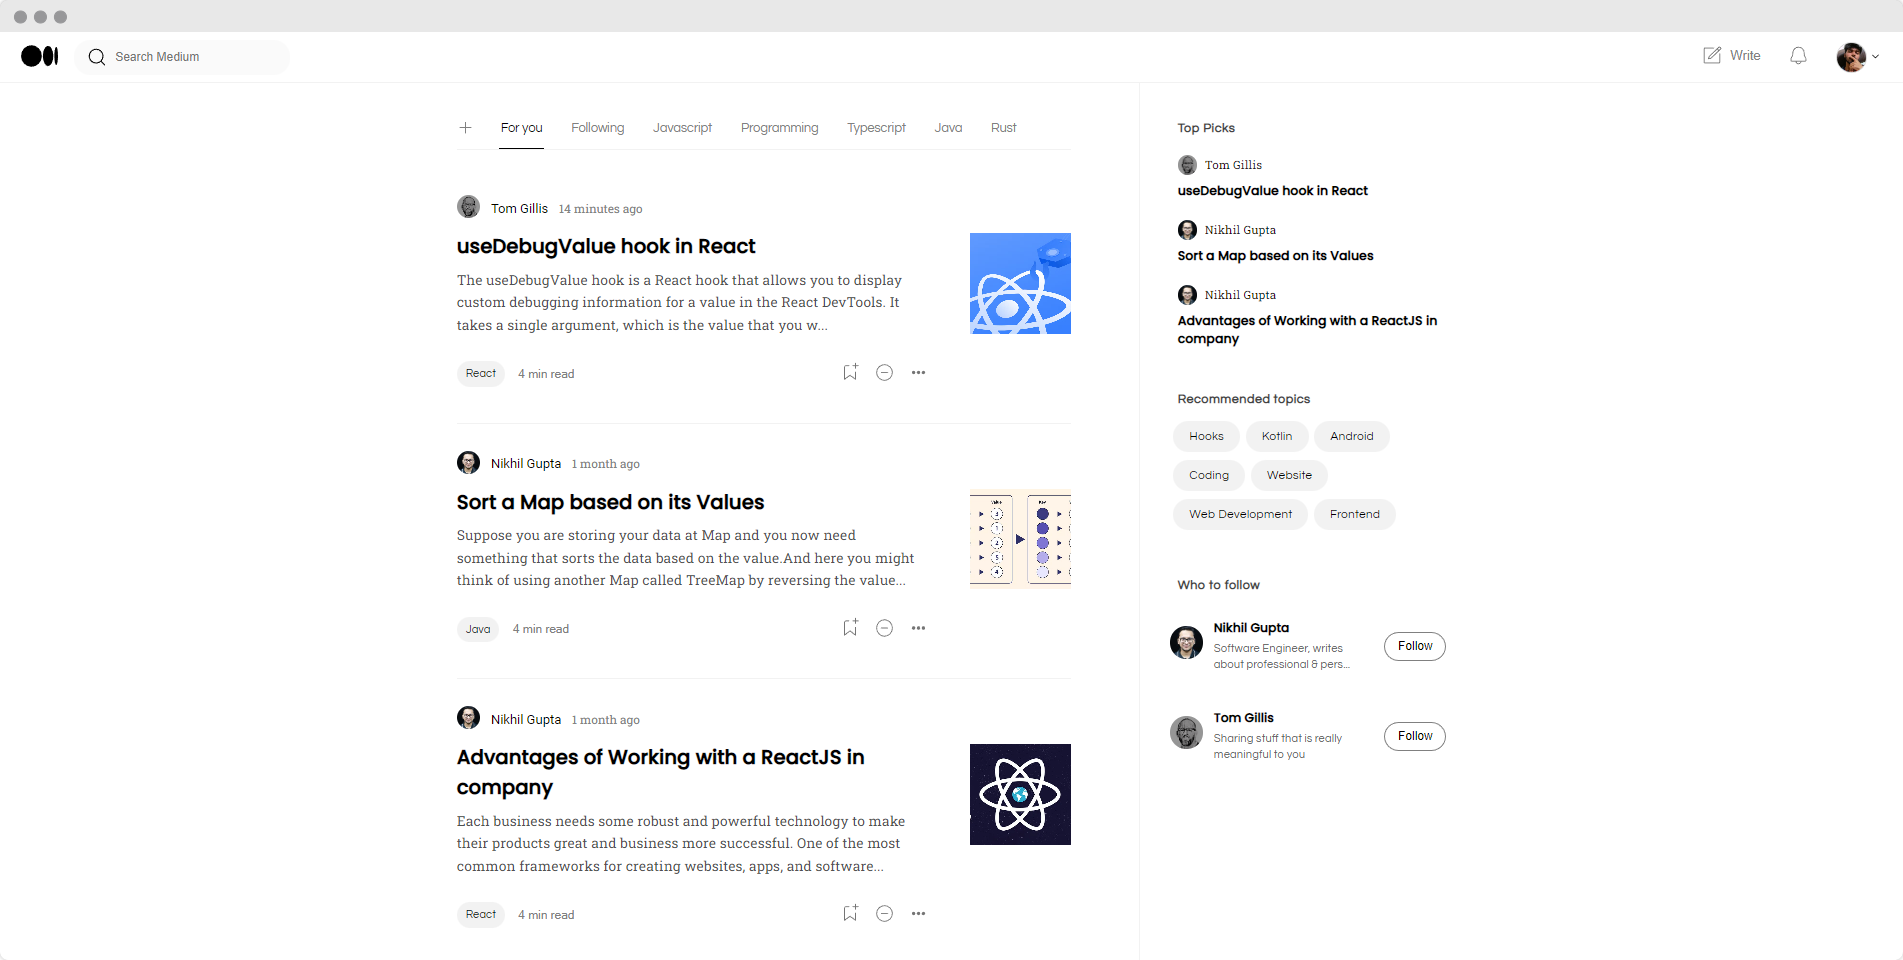 Search Medium
Write
For you
Following
Javascript
Programming
Typescript
Java
Rust
Tom Gillis 14 minutes ago
useDebugValue hook in React
The useDebugValue hook is a React hook that allows you to display
custom debugging information for a value in the React DevTools. It
takes a single argument, which is the value that you w...
React 4 min read
Nikhil Gupta 1 month ago
Sort a Map based on its Values
Suppose you are storing your data at Map and you now need
something that sorts the data based on the value.And here you might
think of using another Map called TreeMap by reversing the value...
Java 4 min read
Nikhil Gupta 1 month ago
Advantages of Working with a ReactJS in
company
Each business needs some robust and powerful technology to make
their products great and business more successful. One of the most
common frameworks for creating websites, apps, and software...
React 4 min read
Top Picks
Tom Gillis
useDebugValue hook in React
Nikhil Gupta
Sort a Map based on its Values
Nikhil Gupta
Advantages of Working with a ReactJS in
company
Recommended topics
Hooks
Kotlin
Android
Coding
Website
Web Development
Frontend
Who to follow
Nikhil Gupta
Software Engineer, writes
about professional & pers...
Follow
Tom Gillis
Sharing stuff that is really
meaningful to you
Follow